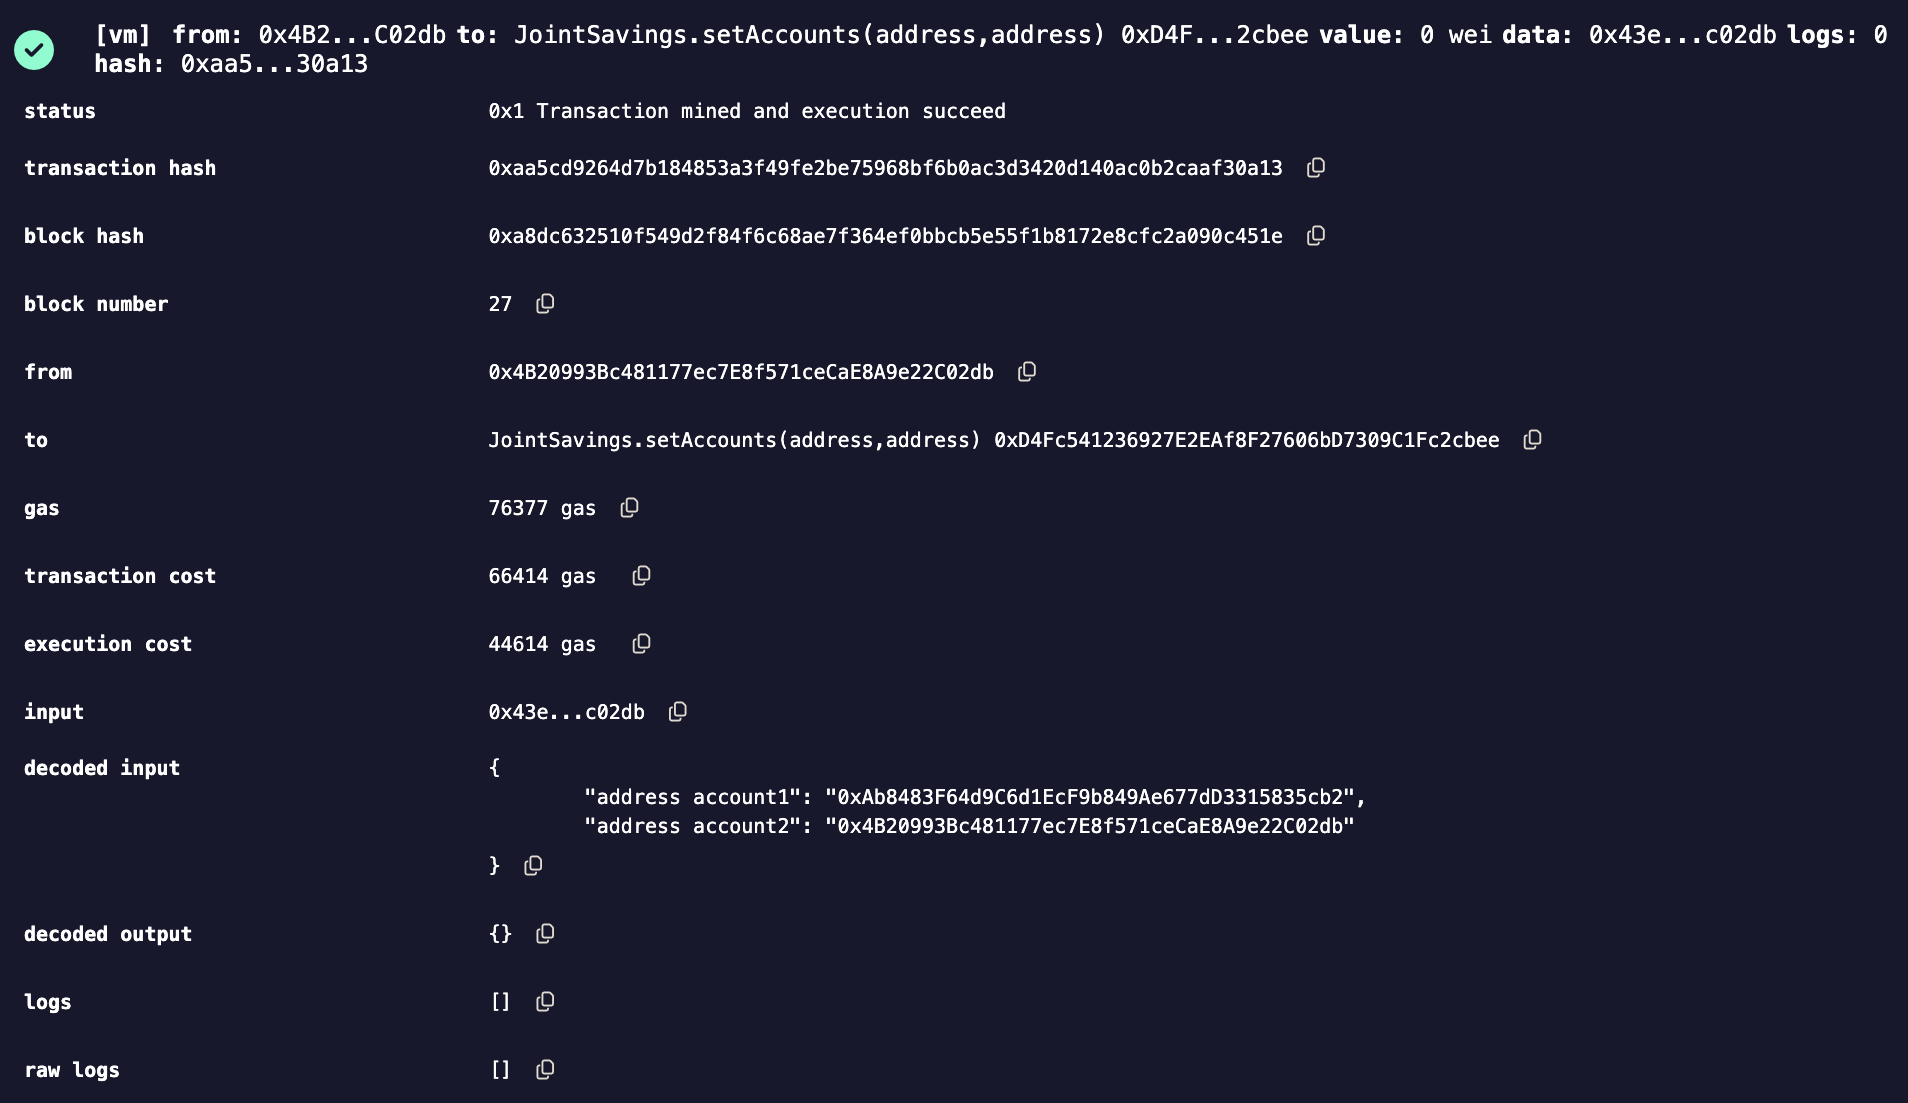 [vm] from: 0x4B2...C02db to: JointSavings.setAccounts(address,address) 0xD4F...2cbee value: 0 wei data: 0x43e...c02db logs: 0
hash: 0xaa5...30a13
status 0x1 Transaction mined and execution succeed
transaction hash 0xaa5cd9264d7b184853a3f49fe2be75968bf6b0ac3d3420d140ac0b2caaf30a13
block hash 0xa8dc632510f549d2f84f6c68ae7f364ef0bbcb5e55f1b8172e8cfc2a090c451e
block number 27
from 0x4B20993Bc481177ec7E8f571ceCaE8A9e22C02db
to JointSavings.setAccounts(address,address) 0xD4Fc541236927E2EAf8F27606bD7309C1Fc2cbee
gas 76377 gas
transaction cost 66414 gas
execution cost 44614 gas
input 0x43e...c02db
decoded input {
"address account1": "0xAb8483F64d9C6d1EcF9b849Ae677dD3315835cb2",
"address account2": "0x4B20993Bc481177ec7E8f571ceCaE8A9e22C02db"
}
decoded output {}
logs []
raw logs []